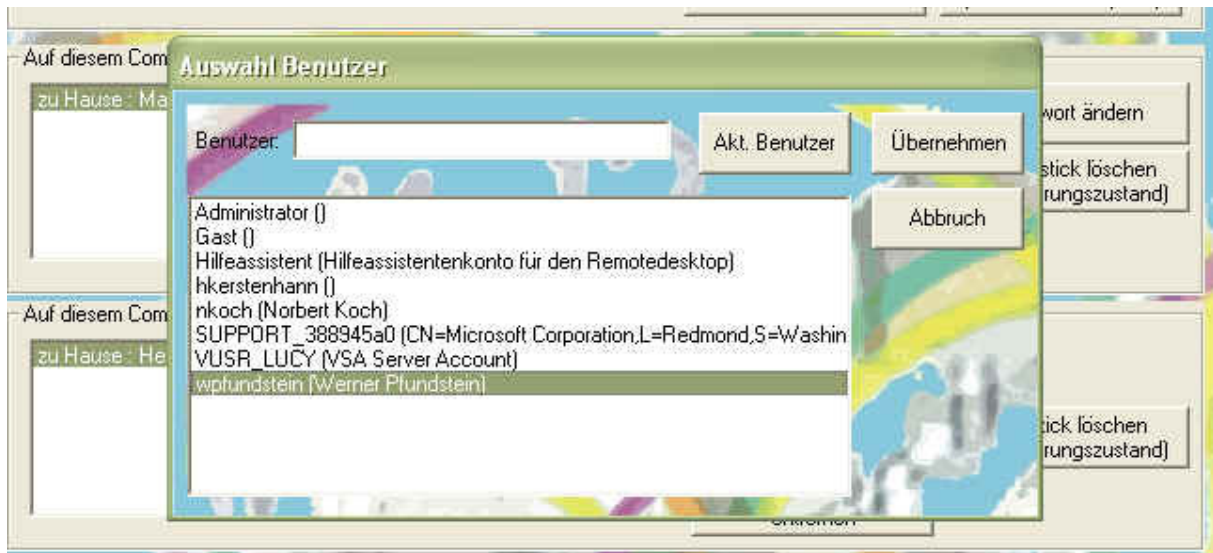 Auf diesem Com
zu Hause : Ma
wort ändern
stick löschen
rungszustand)
Auswahl Benutzer
Benutzer:
Akt. Benutzer
Übernehmen
Abbruch
Administrator ()
Gast ()
Hilfeassistent (Hilfeassistentenkonto für den Remotedesktop)
hkerstenhann ()
nkoch (Norbert Koch)
SUPPORT_388945a0 (CN=Microsoft Corporation,L=Redmond,S=Washin
VUSR_LUCY (VSA Server Account)
wpfundstein (Werner Pfundstein)
Auf diesem Com
zu Hause : He
tick löschen
rungszustand)